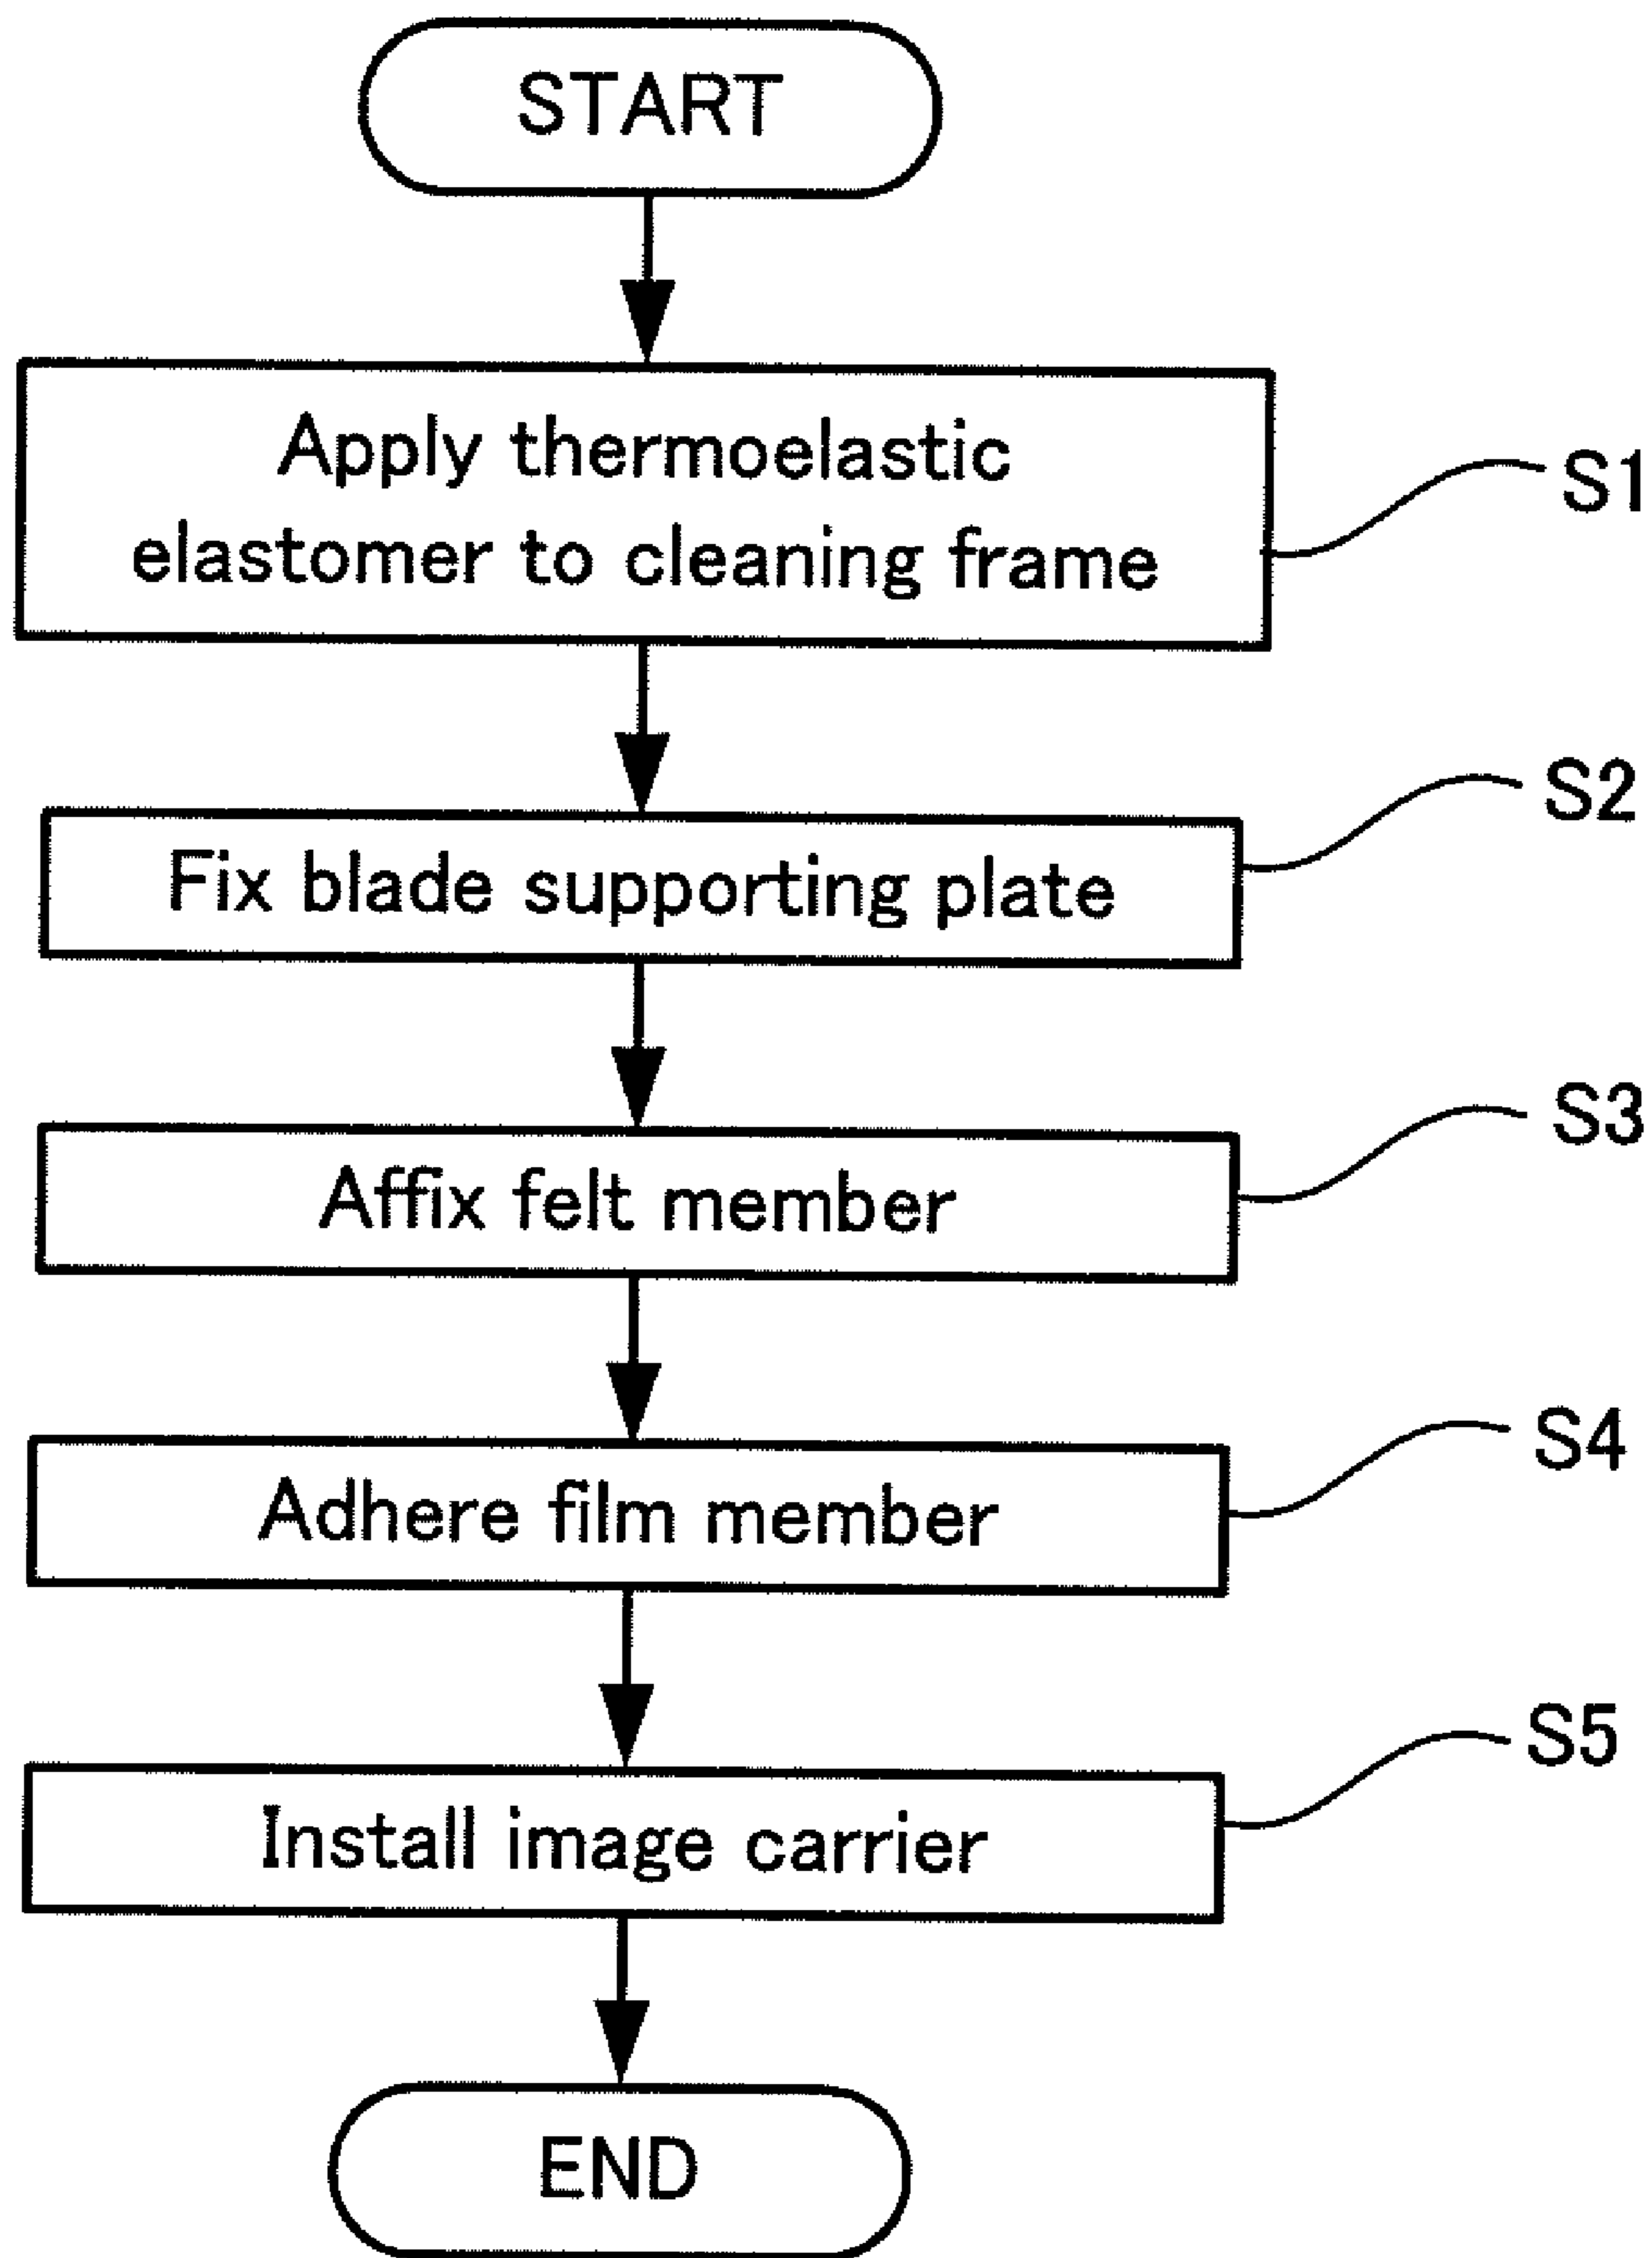 START
Apply thermoelastic
elastomer to cleaning frame
S1
Fix blade supporting plate
S2
Affix felt member
S3
Adhere film member
S4
Install image carrier
S5
END